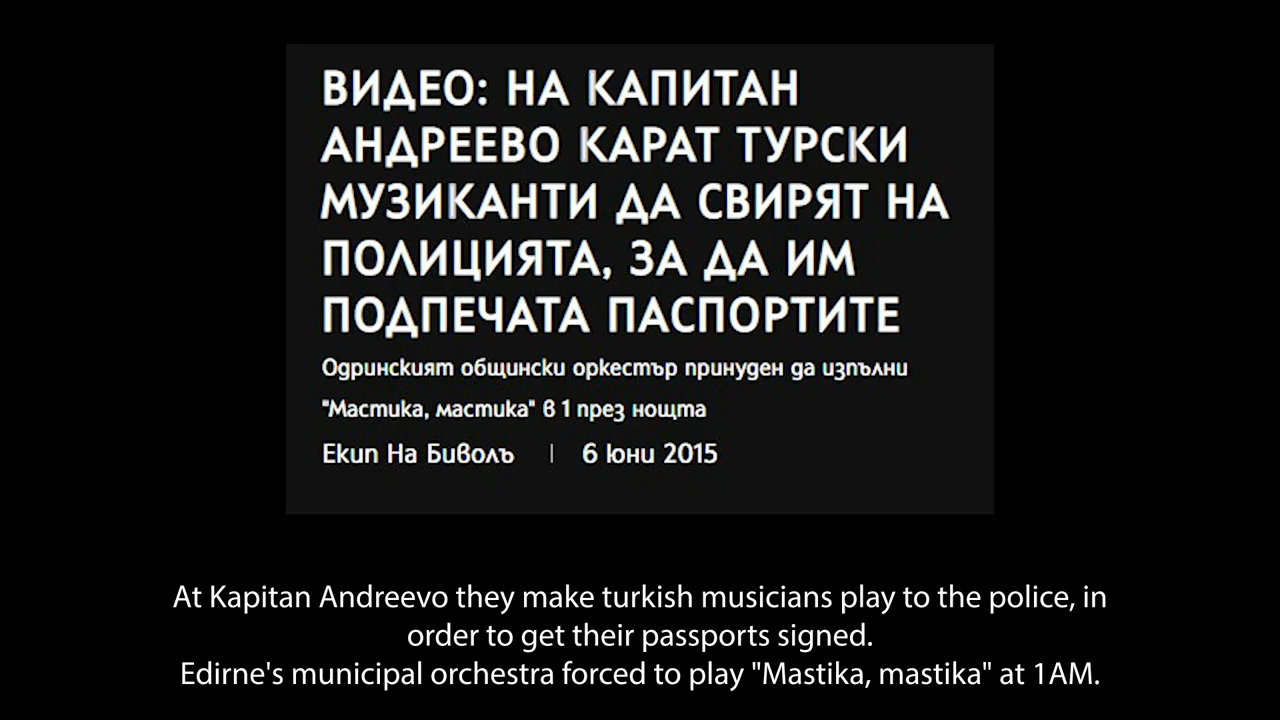 ВИДЕО: НА КАПИТАН
АНДРЕЕВО КАРАТ ТУРСКИ
МУЗИКАНТИ ДА СВИРЯТ НА
ПОЛИЦИЯТА, ЗА ДА ИМ
ПОДПЕЧАТА ПАСПОРТИТЕ
Одринският общински оркестър принуден да изпълни
"Мастика, мастика" в 1 през нощта
Екип На Биволъ | 6 юни 2015
At Kapitan Andreevo they make turkish musicians play to the police, in
order to get their passports signed.
Edirne's municipal orchestra forced to play "Mastika, mastika" at 1AM.